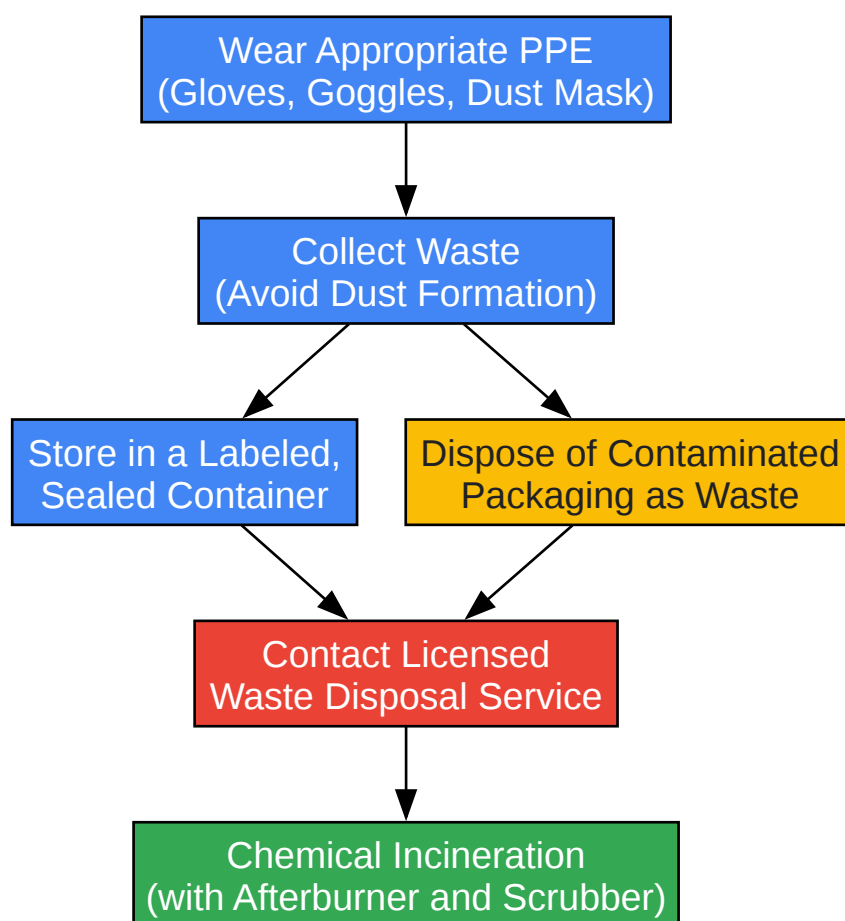 Wear Appropriate PPE
(Gloves, Goggles, Dust Mask)
Collect Waste
(Avoid Dust Formation)
Store in a Labeled,
Sealed Container
Dispose of Contaminated
Packaging as Waste
Contact Licensed
Waste Disposal Service
Chemical Incineration
(with Afterburner and Scrubber)